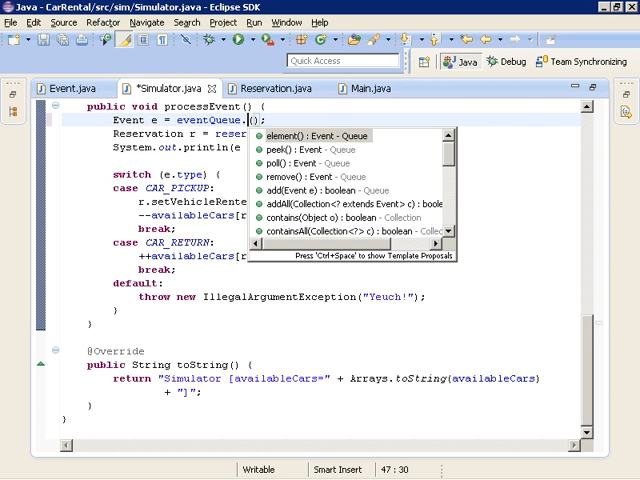 Java - CarRental/src/sim/Simulator.java - Eclipse SDK
File Edit Source Refactor Navigate Search Project Run Window Help
Quick Access
Java Debug Team Synchronizing
Event.java *Simulator.java Reservation.java Main.java
public void processEvent() {
Event e = eventQueue.();
Reservation r = reser
System.out.println(e
switch (e.type) {
case CAR_PICKUP:
r.setVehicleRente
--availableCars[r
break;
case CAR_RETURN:
++availableCars[r
break;
default:
throw new IllegalArgumentException("Yeuch!");
}
}
element() : Event - Queue
peek() : Event - Queue
poll() : Event - Queue
remove() : Event - Queue
add(Event e) : boolean - Queue
addAll(Collection<? extends Event> c) : boole
contains(Object o) : boolean - Collection
containsAll(Collection<?> c) : boolean - Collec
Press 'Ctrl+Space' to show Template Proposals
@Override
public String toString() {
return "Simulator [availableCars=" + Arrays.toString(availableCars)
+ "]";
}
}
Writable Smart Insert 47 : 30